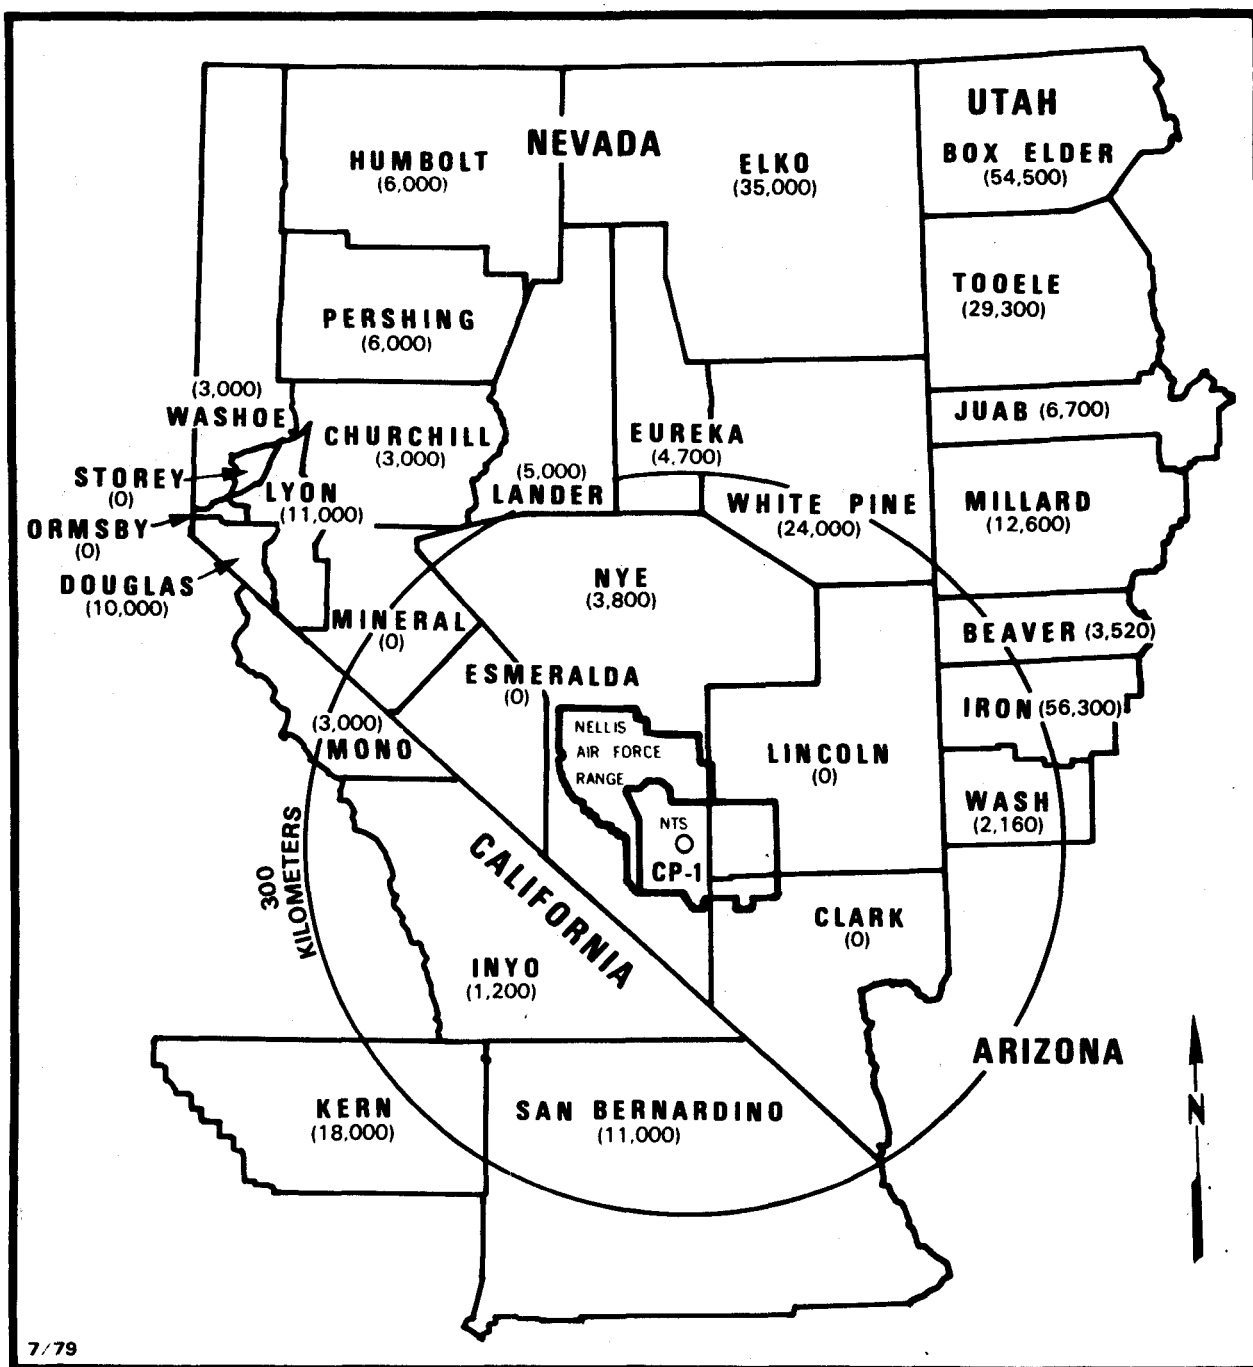 NEVADA
UTAH
HUMBOLT
(6,000)
ELKO
(35,000)
BOX ELDER
(54,500)
PERSHING
(6,000)
TOOELE
(29,300)
(3,000)
WASHOE
CHURCHILL
(3,000)
EUREKA
(4,700)
JUAB (6,700)
STOREY
(0)
LYON
(11,000)
(5,000)
LANDER
WHITE PINE
(24,000)
MILLARD
(12,600)
ORMSBY
(0)
DOUGLAS
(10,000)
NYE
(3,800)
MINERAL
(0)
BEAVER (3,520)
ESMERALDA
(0)
(3,000)
MONO
IRON (56,300)
NELLIS
AIR FORCE
RANGE
LINCOLN
(0)
WASH
(2,160)
NTS
CP-1
300
KILOMETERS
CALIFORNIA
CLARK
(0)
INYO
(1,200)
ARIZONA
KERN
(18,000)
SAN BERNARDINO
(11,000)
N
7/79